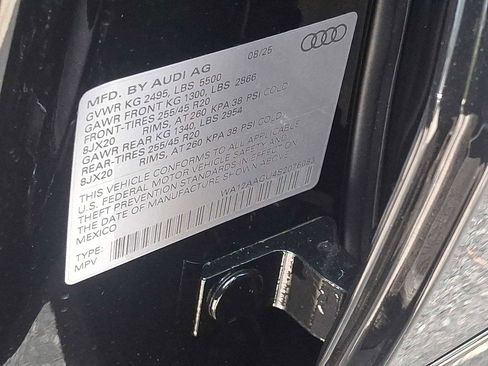 MFD. BY AUDI AG 08/25
GVWR KG 2495, LBS 5500
GAWR FRONT KG 1300, LBS 2866
FRONT-TIRES 255/45 R20
8JX20 RIMS, AT 260 KPA 38 PSI COLD
GAWR REAR KG 1340, LBS 2954
REAR-TIRES 255/45 R20
8JX20 RIMS, AT 260 KPA 38 PSI COLD
THIS VEHICLE CONFORMS TO ALL APPLICABLE
U.S. FEDERAL MOTOR VEHICLE SAFETY AND
THEFT PREVENTION STANDARDS IN EFFECT ON
THE DATE OF MANUFACTURE SHOWN ABOVE.
MEXICO WA12AAGU4S2076083
TYPE:
MPV